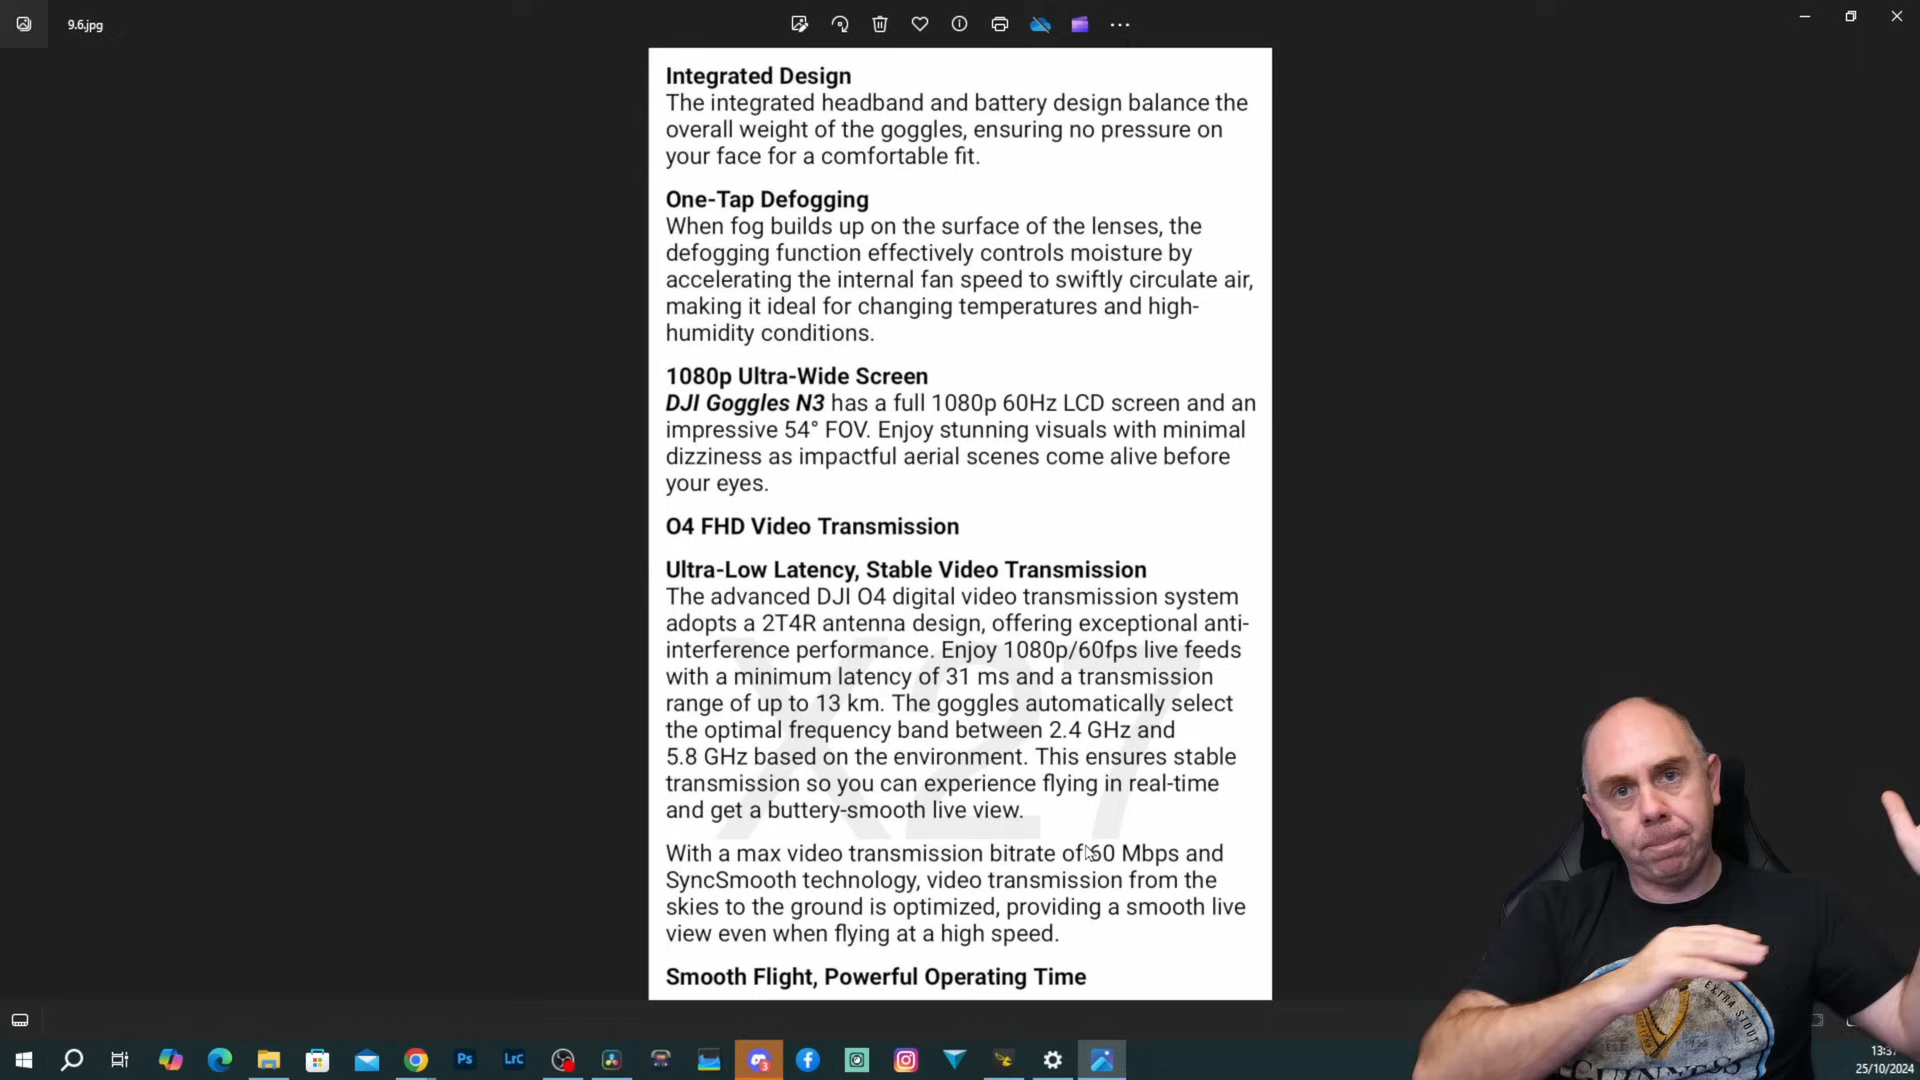 9.6.jpg
Integrated Design
The integrated headband and battery design balance the
overall weight of the goggles, ensuring no pressure on
your face for a comfortable fit.
One-Tap Defogging
When fog builds up on the surface of the lenses, the
defogging function effectively controls moisture by
accelerating the internal fan speed to swiftly circulate air,
making it ideal for changing temperatures and high-
humidity conditions.
1080p Ultra-Wide Screen
DJI Goggles N3 has a full 1080p 60Hz LCD screen and an
impressive 54° FOV. Enjoy stunning visuals with minimal
dizziness as impactful aerial scenes come alive before
your eyes.
O4 FHD Video Transmission
Ultra-Low Latency, Stable Video Transmission
The advanced DJI O4 digital video transmission system
adopts a 2T4R antenna design, offering exceptional anti-
interference performance. Enjoy 1080p/60fps live feeds
with a minimum latency of 31 ms and a transmission
range of up to 13 km. The goggles automatically select
the optimal frequency band between 2.4 GHz and
5.8 GHz based on the environment. This ensures stable
transmission so you can experience flying in real-time
and get a buttery-smooth live view.
X27
With a max video transmission bitrate of 60 Mbps and
SyncSmooth technology, video transmission from the
skies to the ground is optimized, providing a smooth live
view even when flying at a high speed.
Smooth Flight, Powerful Operating Time
EXTRA STOUT
GUINNESS
Ps
LrC
3
13:37
25/10/2024